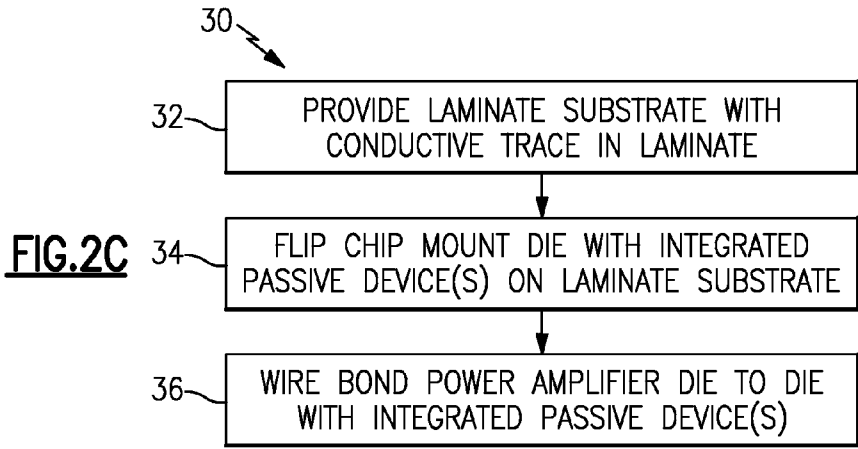 30
32
PROVIDE LAMINATE SUBSTRATE WITH
CONDUCTIVE TRACE IN LAMINATE
FIG.2C
34
FLIP CHIP MOUNT DIE WITH INTEGRATED
PASSIVE DEVICE(S) ON LAMINATE SUBSTRATE
36
WIRE BOND POWER AMPLIFIER DIE TO DIE
WITH INTEGRATED PASSIVE DEVICE(S)